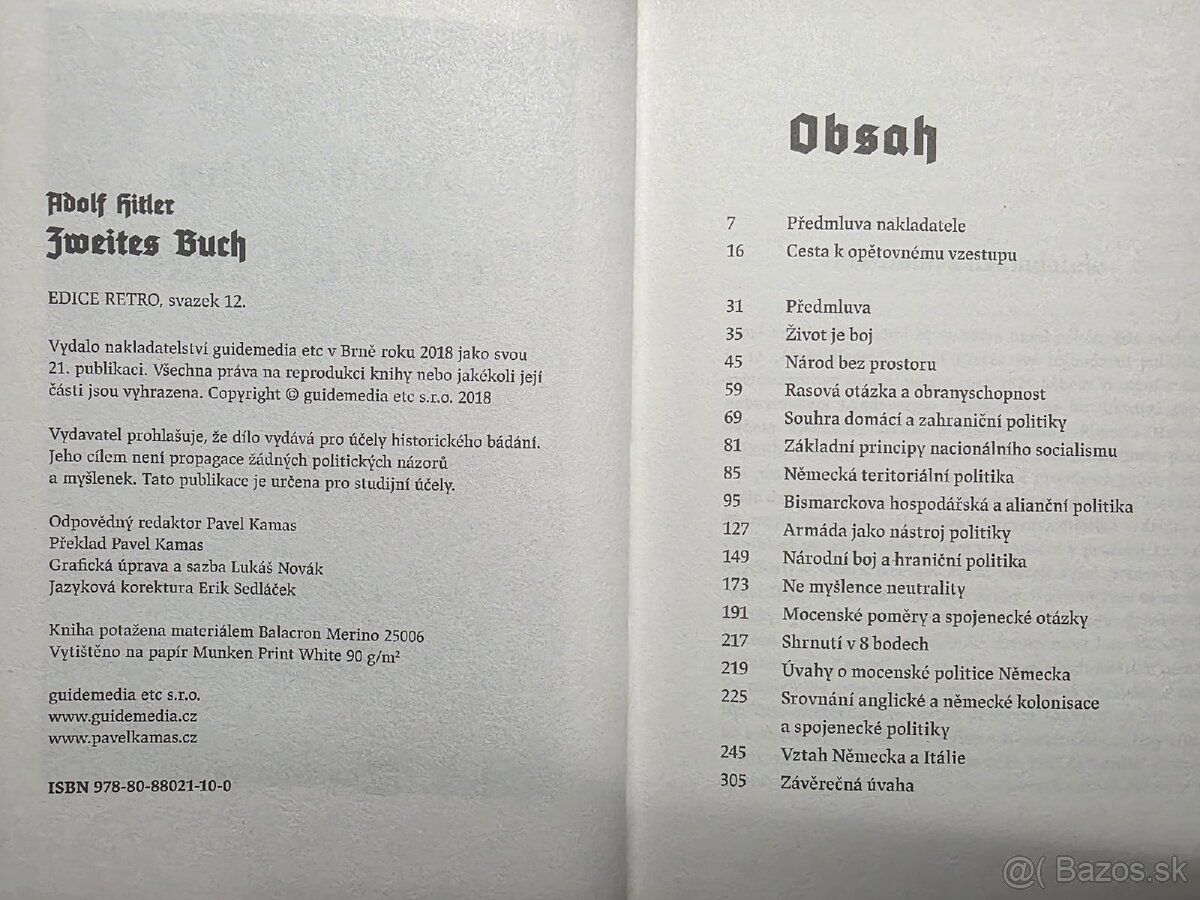 Adolf Hitler
Zweites Buch
EDICE RETRO, svazek 12.
Vydalo nakladatelství guidemedia etc v Brně roku 2018 jako svou
21. publikaci. Všechna práva na reprodukci knihy nebo jakékoli její
části jsou vyhrazena. Copyright © guidemedia etc s.r.o. 2018
Vydavatel prohlašuje, že dílo vydává pro účely historického bádání.
Jeho cílem není propagace žádných politických názorů
a myšlenek. Tato publikace je určena pro studijní účely.
Odpovědný redaktor Pavel Kamas
Překlad Pavel Kamas
Grafická úprava a sazba Lukáš Novák
Jazyková korektura Erik Sedláček
Kniha potažena materiálem Balacron Merino 25006
Vytištěno na papír Munken Print White 90 g/m²
guidemedia etc s.r.o.
www.guidemedia.cz
www.pavelkamas.cz
ISBN 978-80-88021-10-0
Obsah
7 Předmluva nakladatele
16 Cesta k opětovnému vzestupu
31 Předmluva
35 Život je boj
45 Národ bez prostoru
59 Rasová otázka a obranyschopnost
69 Souhra domácí a zahraniční politiky
81 Základní principy nacionálního socialismu
85 Německá teritoriální politika
95 Bismarckova hospodářská a alianční politika
127 Armáda jako nástroj politiky
149 Národní boj a hraniční politika
173 Ne myšlence neutrality
191 Mocenské poměry a spojenecké otázky
217 Shrnutí v 8 bodech
219 Úvahy o mocenské politice Německa
225 Srovnání anglické a německé kolonisace
a spojenecké politiky
245 Vztah Německa a Itálie
305 Závěrečná úvaha
@( Bazos.sk